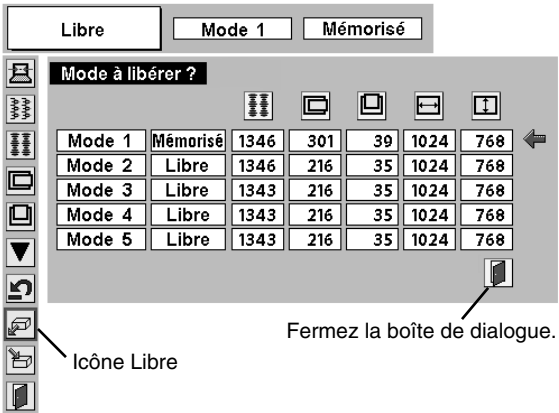 Libre Mode 1 Mémorisé
Mode à libérer ?
Mode 1 Mémorisé 1346 301 39 1024 768
Mode 2 Libre 1346 216 35 1024 768
Mode 3 Libre 1343 216 35 1024 768
Mode 4 Libre 1343 216 35 1024 768
Mode 5 Libre 1343 216 35 1024 768
Fermez la boîte de dialogue.
Icône Libre